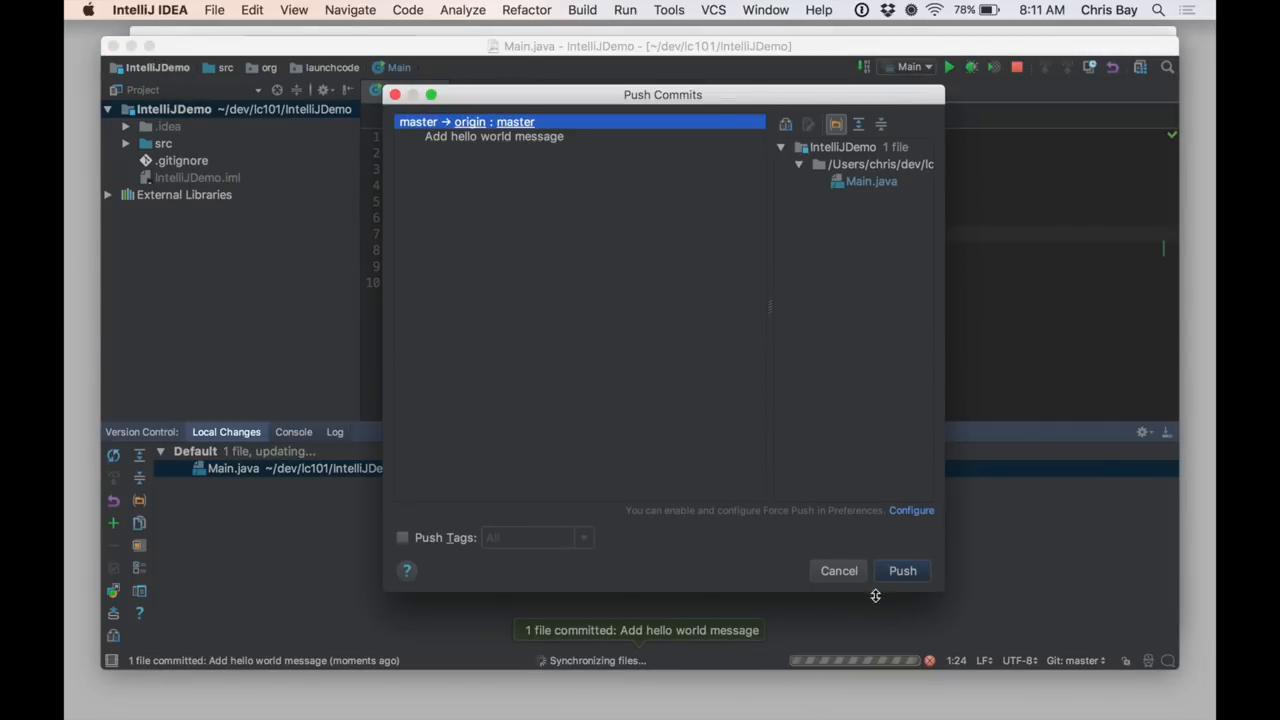 IntelliJ IDEA File Edit View Navigate Code Analyze Refactor Build Run Tools VCS Window Help 78% 8:11 AM Chris Bay
Main.java - IntelliJDemo - [~/dev/lc101/IntelliJDemo]
IntelliJDemo src org launchcode Main Main
Project
Push Commits
IntelliJDemo ~/dev/lc101/IntelliJDemo
.idea
src
.gitignore
IntelliJDemo.iml
External Libraries
1
2
3
4
5
6
7
8
9
10
master → origin : master
Add hello world message
IntelliJDemo 1 file
/Users/chris/dev/lc
Main.java
You can enable and configure Force Push in Preferences. Configure
Push Tags: All
? Cancel Push
Version Control: Local Changes Console Log
Default 1 file, updating...
Main.java ~/dev/lc101/IntelliJDe
?
1 file committed: Add hello world message
1 file committed: Add hello world message (moments ago) Synchronizing files... 1:24 LF UTF-8 Git: master